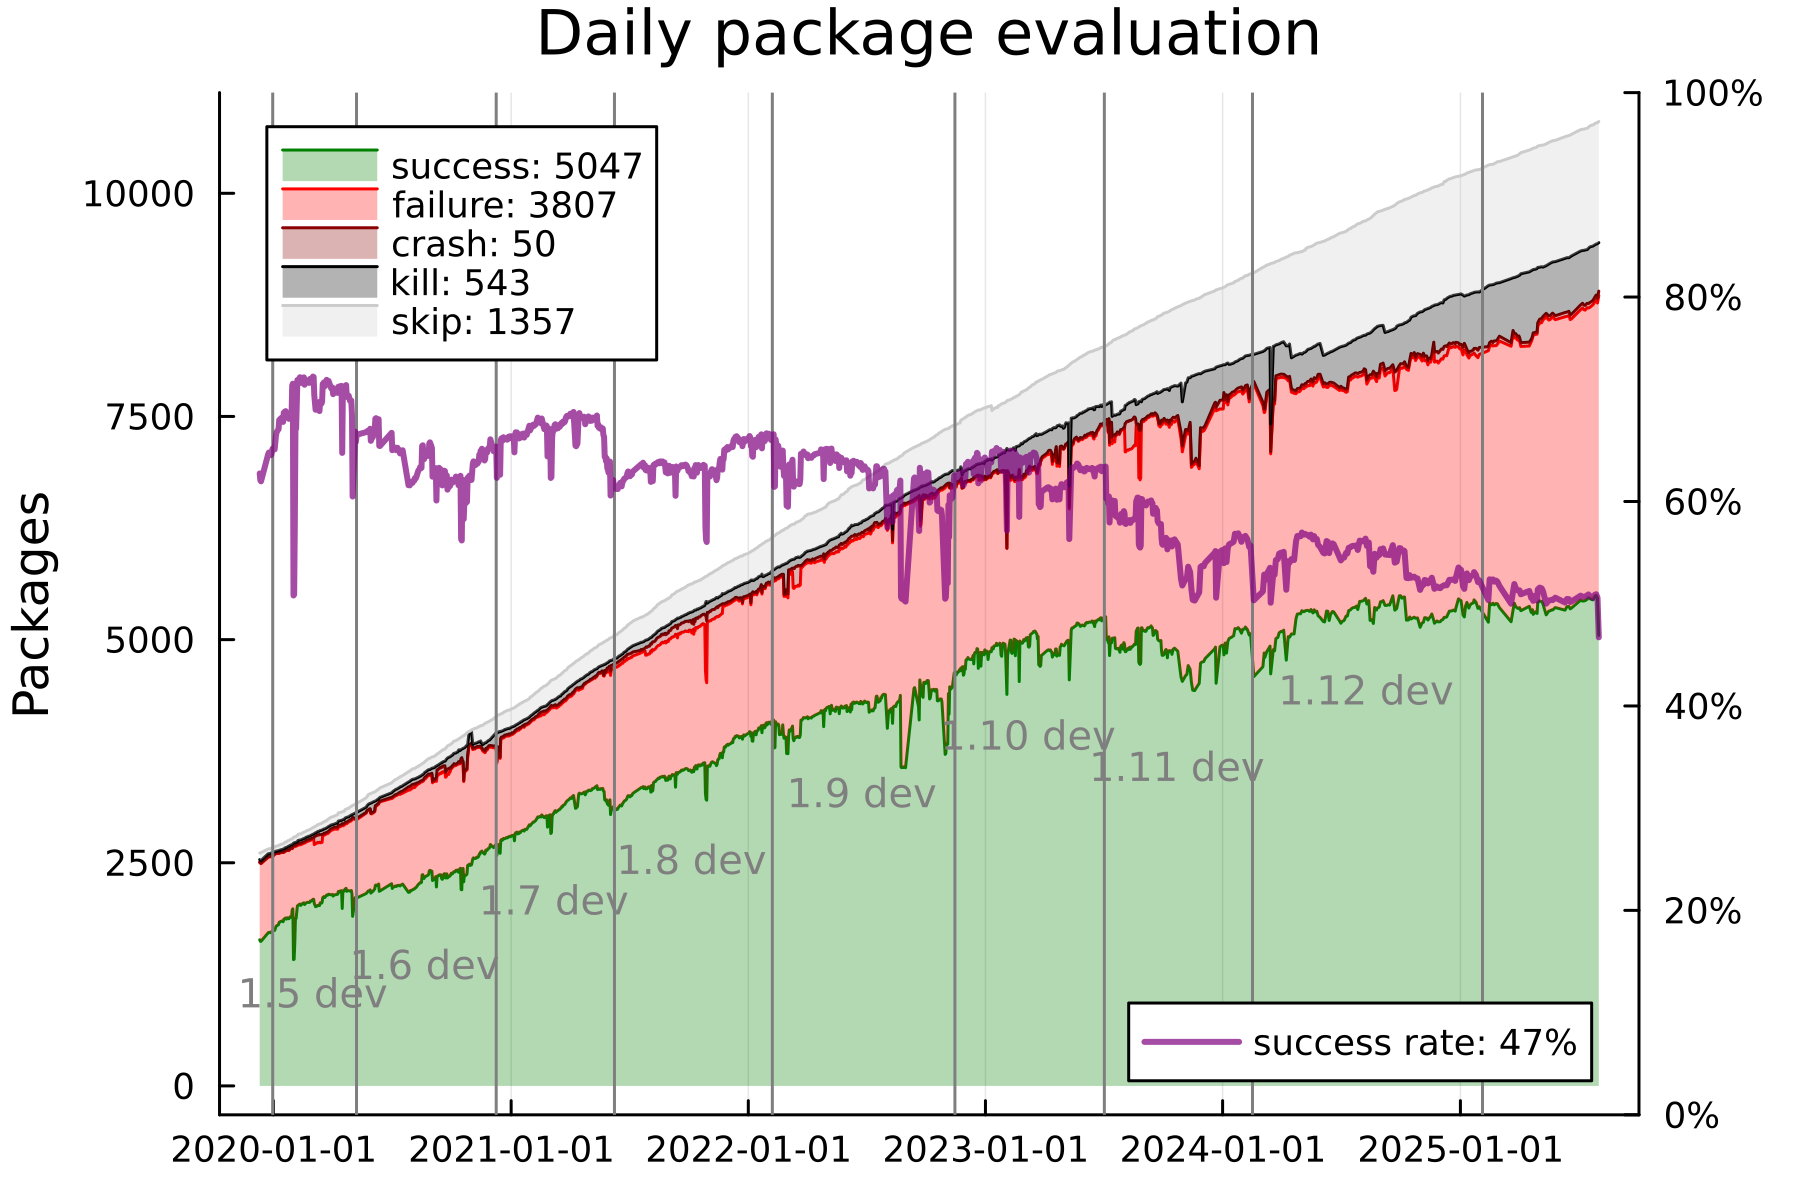 Daily package evaluation
100%
80%
60%
40%
20%
0%
Packages
10000
7500
5000
2500
0
success: 5047
failure: 3807
crash: 50
kill: 543
skip: 1357
1.5 dev
1.6 dev
1.7 dev
1.8 dev
1.9 dev
1.10 dev
1.11 dev
1.12 dev
success rate: 47%
2020-01-01
2021-01-01
2022-01-01
2023-01-01
2024-01-01
2025-01-01